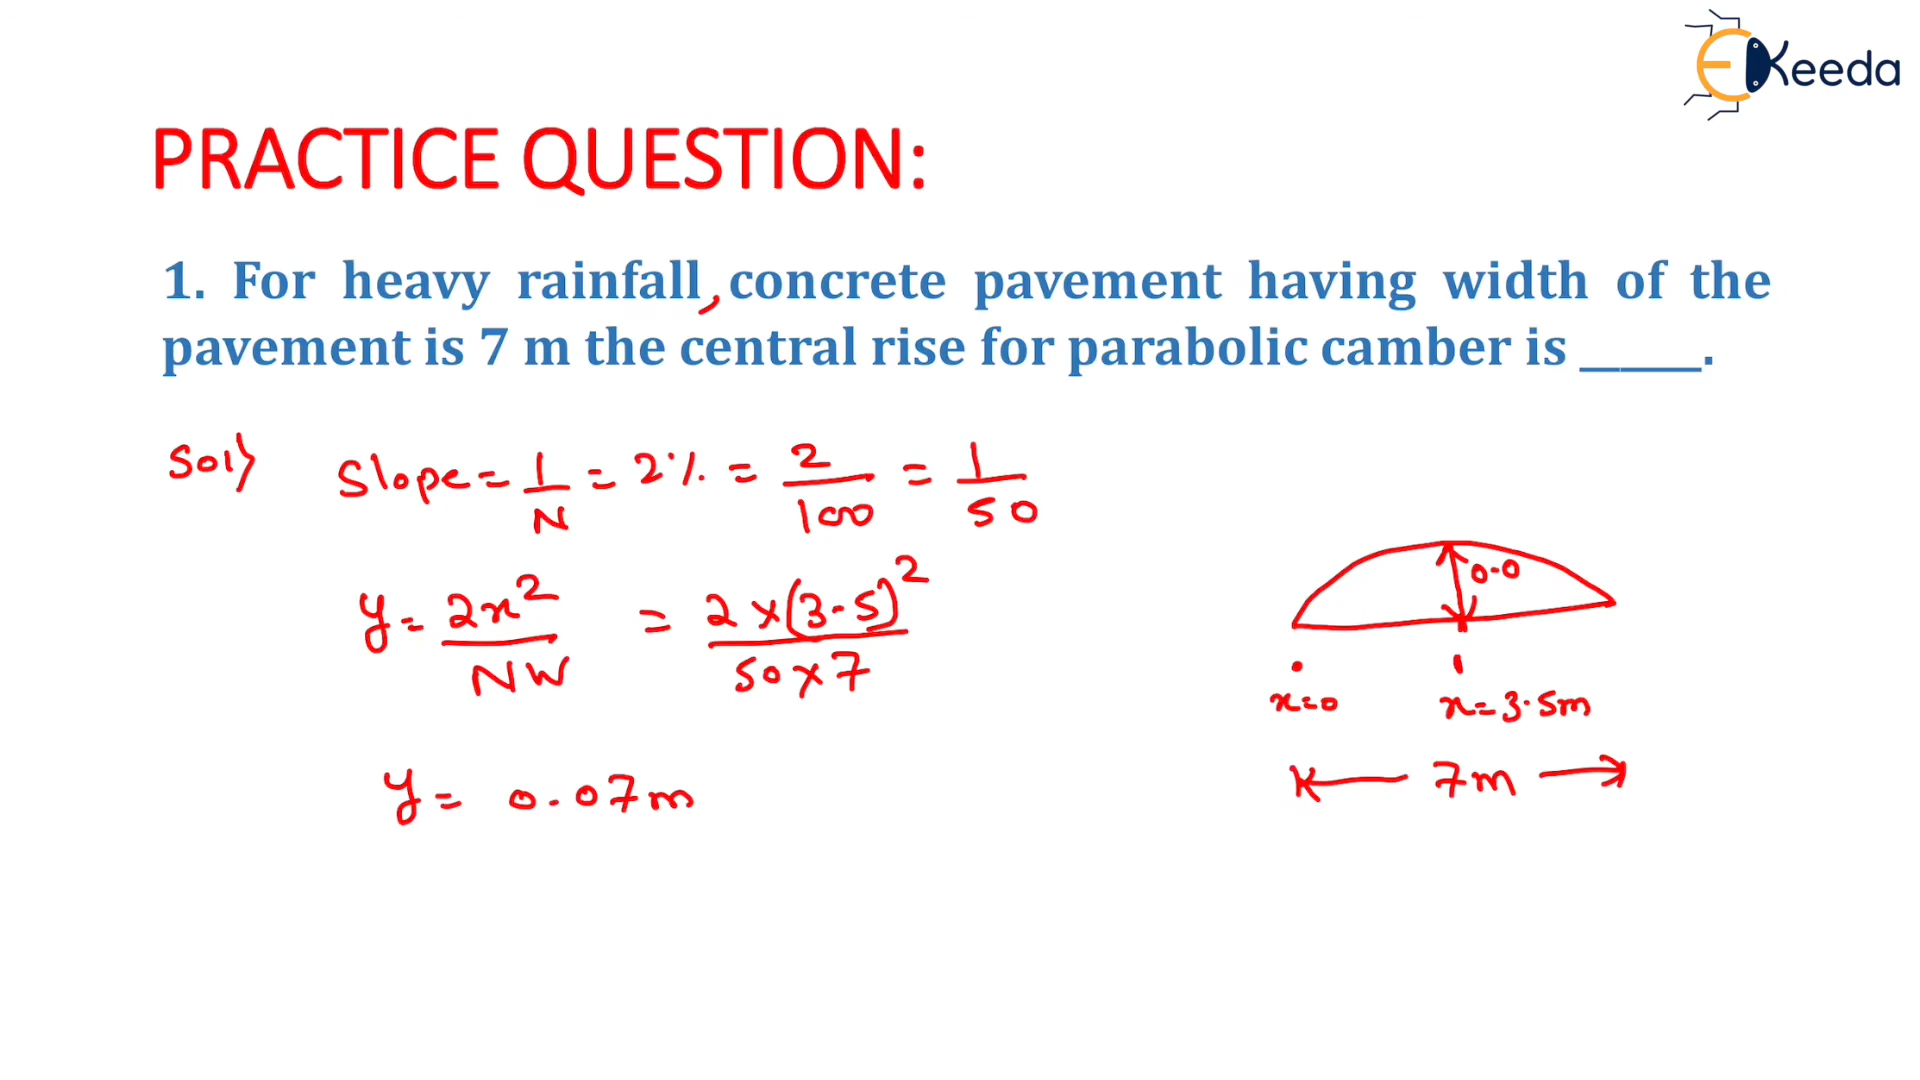 EKeeda
PRACTICE QUESTION:
1. For heavy rainfall, concrete pavement having width of the
pavement is 7 m the central rise for parabolic camber is ______.
Sol) Slope = 1/N = 2% = 2/100 = 1/50
y = 2x²/NW = 2×(3.5)²/50×7
0.0
x=0 x=3.5m
7m
y = 0.07m